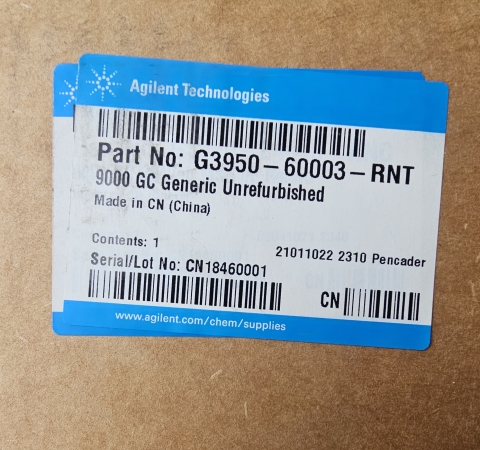 Agilent Technologies
Part No: G3950-60003-RNT
9000 GC Generic Unrefurbished
Made in CN (China)
Contents: 1
21011022 2310 Pencader
Serial/Lot No: CN18460001
CN
www.agilent.com/chem/supplies